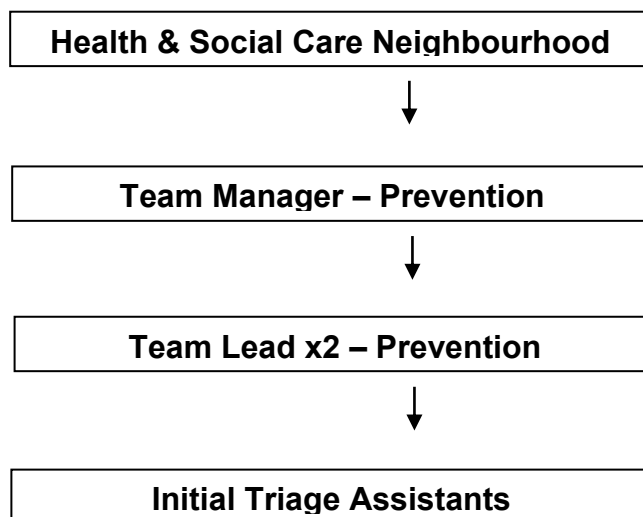 Health & Social Care Neighbourhood
Team Manager – Prevention
Team Lead x2 – Prevention
Initial Triage Assistants